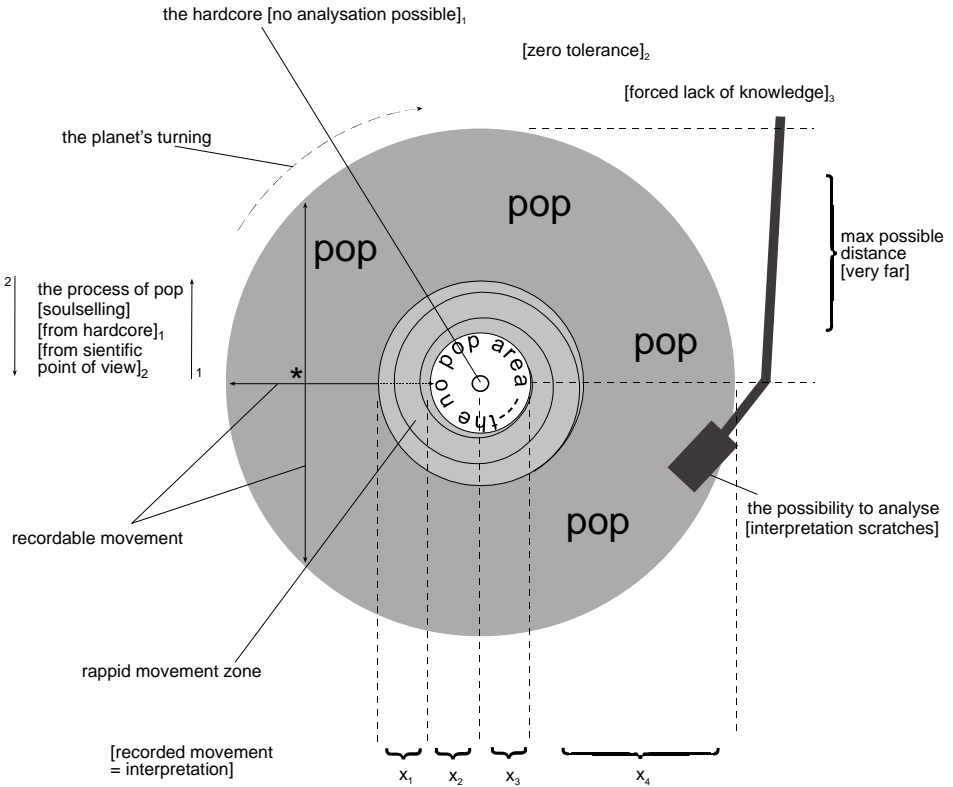 the hardcore [no analysation possible]1
[zero tolerance]2
[forced lack of knowledge]3
the planet's turning
pop
pop
max possible
distance
[very far]
2
the process of pop
[soulselling]
[from hardcore]1
[from sientific
point of view]2
1
pop
*
---the no pop area
the possibility to analyse
[interpretation scratches]
pop
recordable movement
rappid movement zone
[recorded movement
= interpretation]
x1
x2
x3
x4